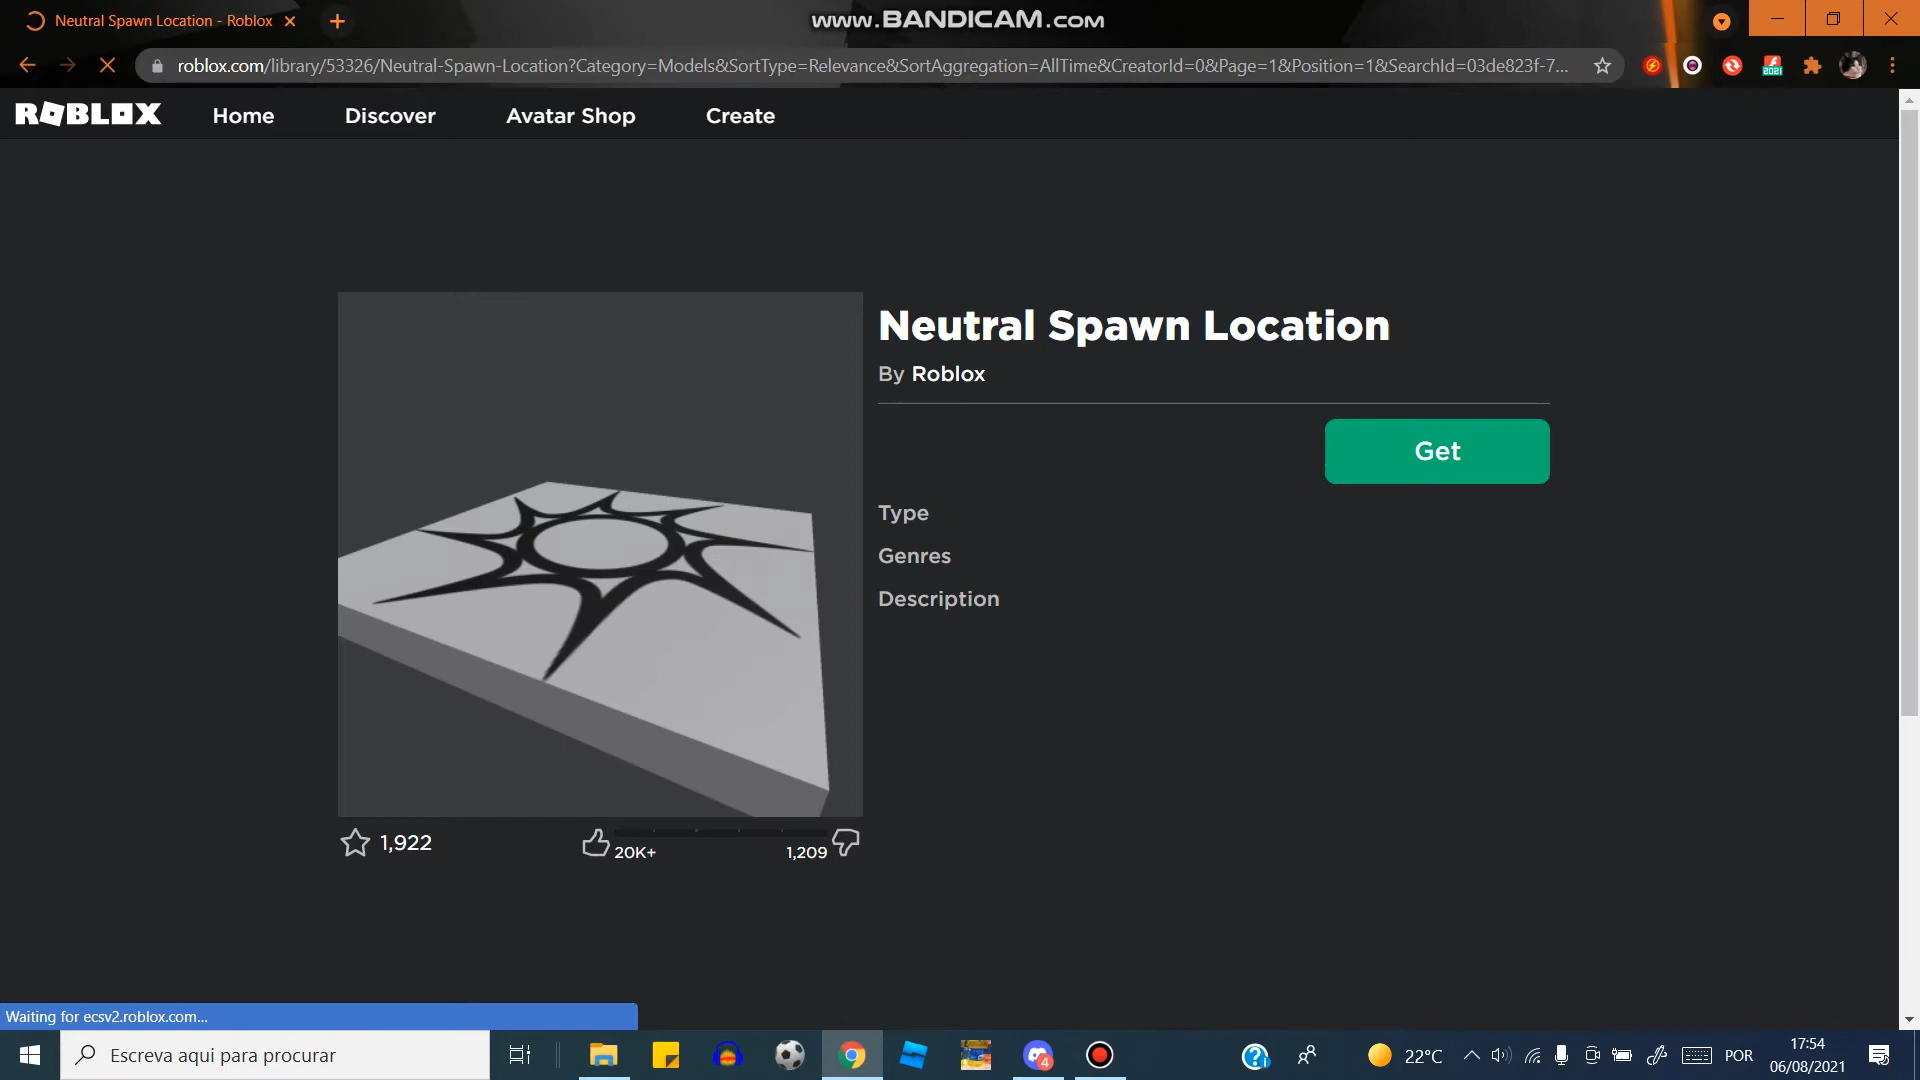 Neutral Spawn Location - Roblox
www.BANDICAM.com
roblox.com/library/53326/Neutral-Spawn-Location?Category=Models&SortType=Relevance&SortAggregation=AllTime&CreatorId=0&Page=1&Position=1&SearchId=03de823f-7...
2021
ROBLOX
Home
Discover
Avatar Shop
Create
Neutral Spawn Location
By Roblox
Get
Type
Genres
Description
1,922
20K+
1,209
Waiting for ecsv2.roblox.com...
Escreva aqui para procurar
4
22°C
POR
17:54
06/08/2021